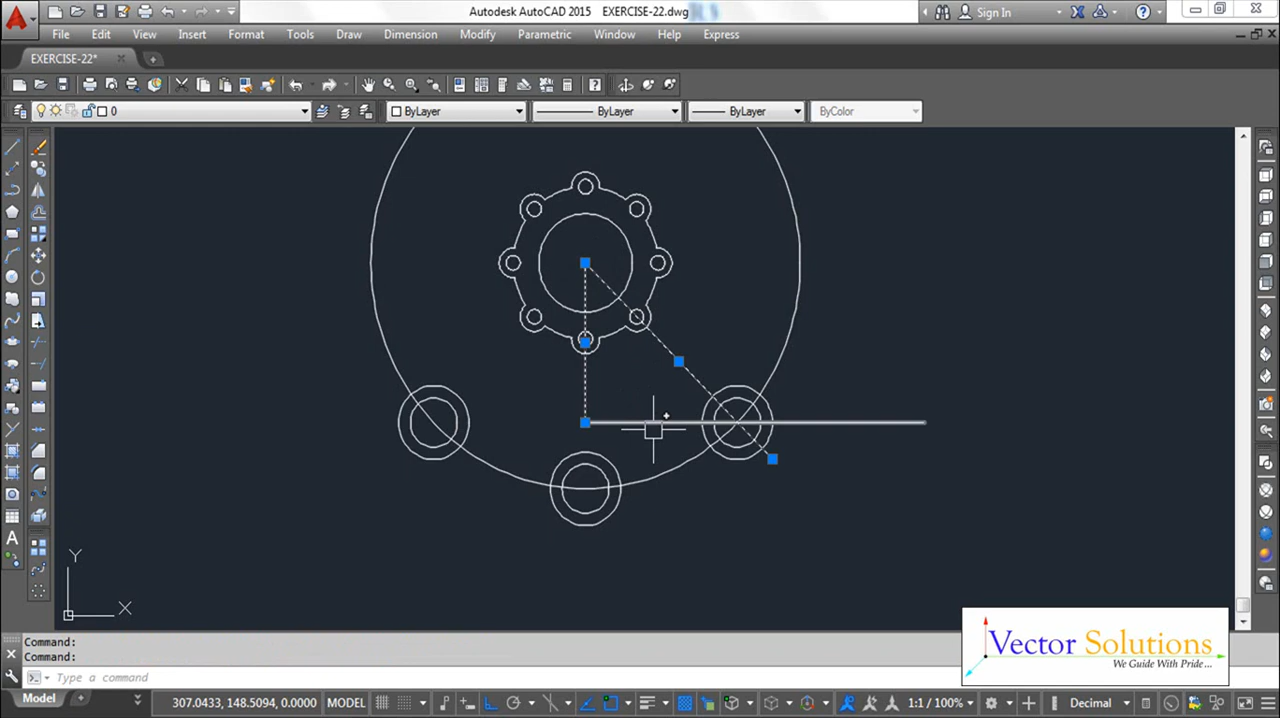 Autodesk AutoCAD 2015 EXERCISE-22.dwg
Sign In
File Edit View Insert Format Tools Draw Dimension Modify Parametric Window Help Express
EXERCISE-22*
0
ByLayer
ByLayer
ByLayer
ByColor
A
Y
X
Vector Solutions
We Guide With Pride ...
Command:
Command:
Type a command
Model
307.0433, 148.5094, 0.0000
MODEL
1:1 / 100%
Decimal